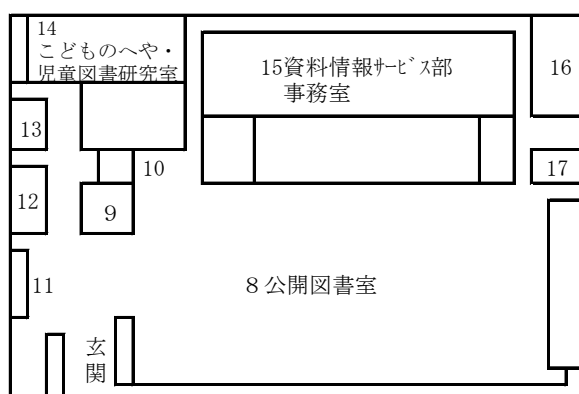 14
こどものへや・
児童図書研究室
15資料情報ｻｰﾋﾞｽ部
事務室
16
13
10
17
12
9
11
8公開図書室
玄
関